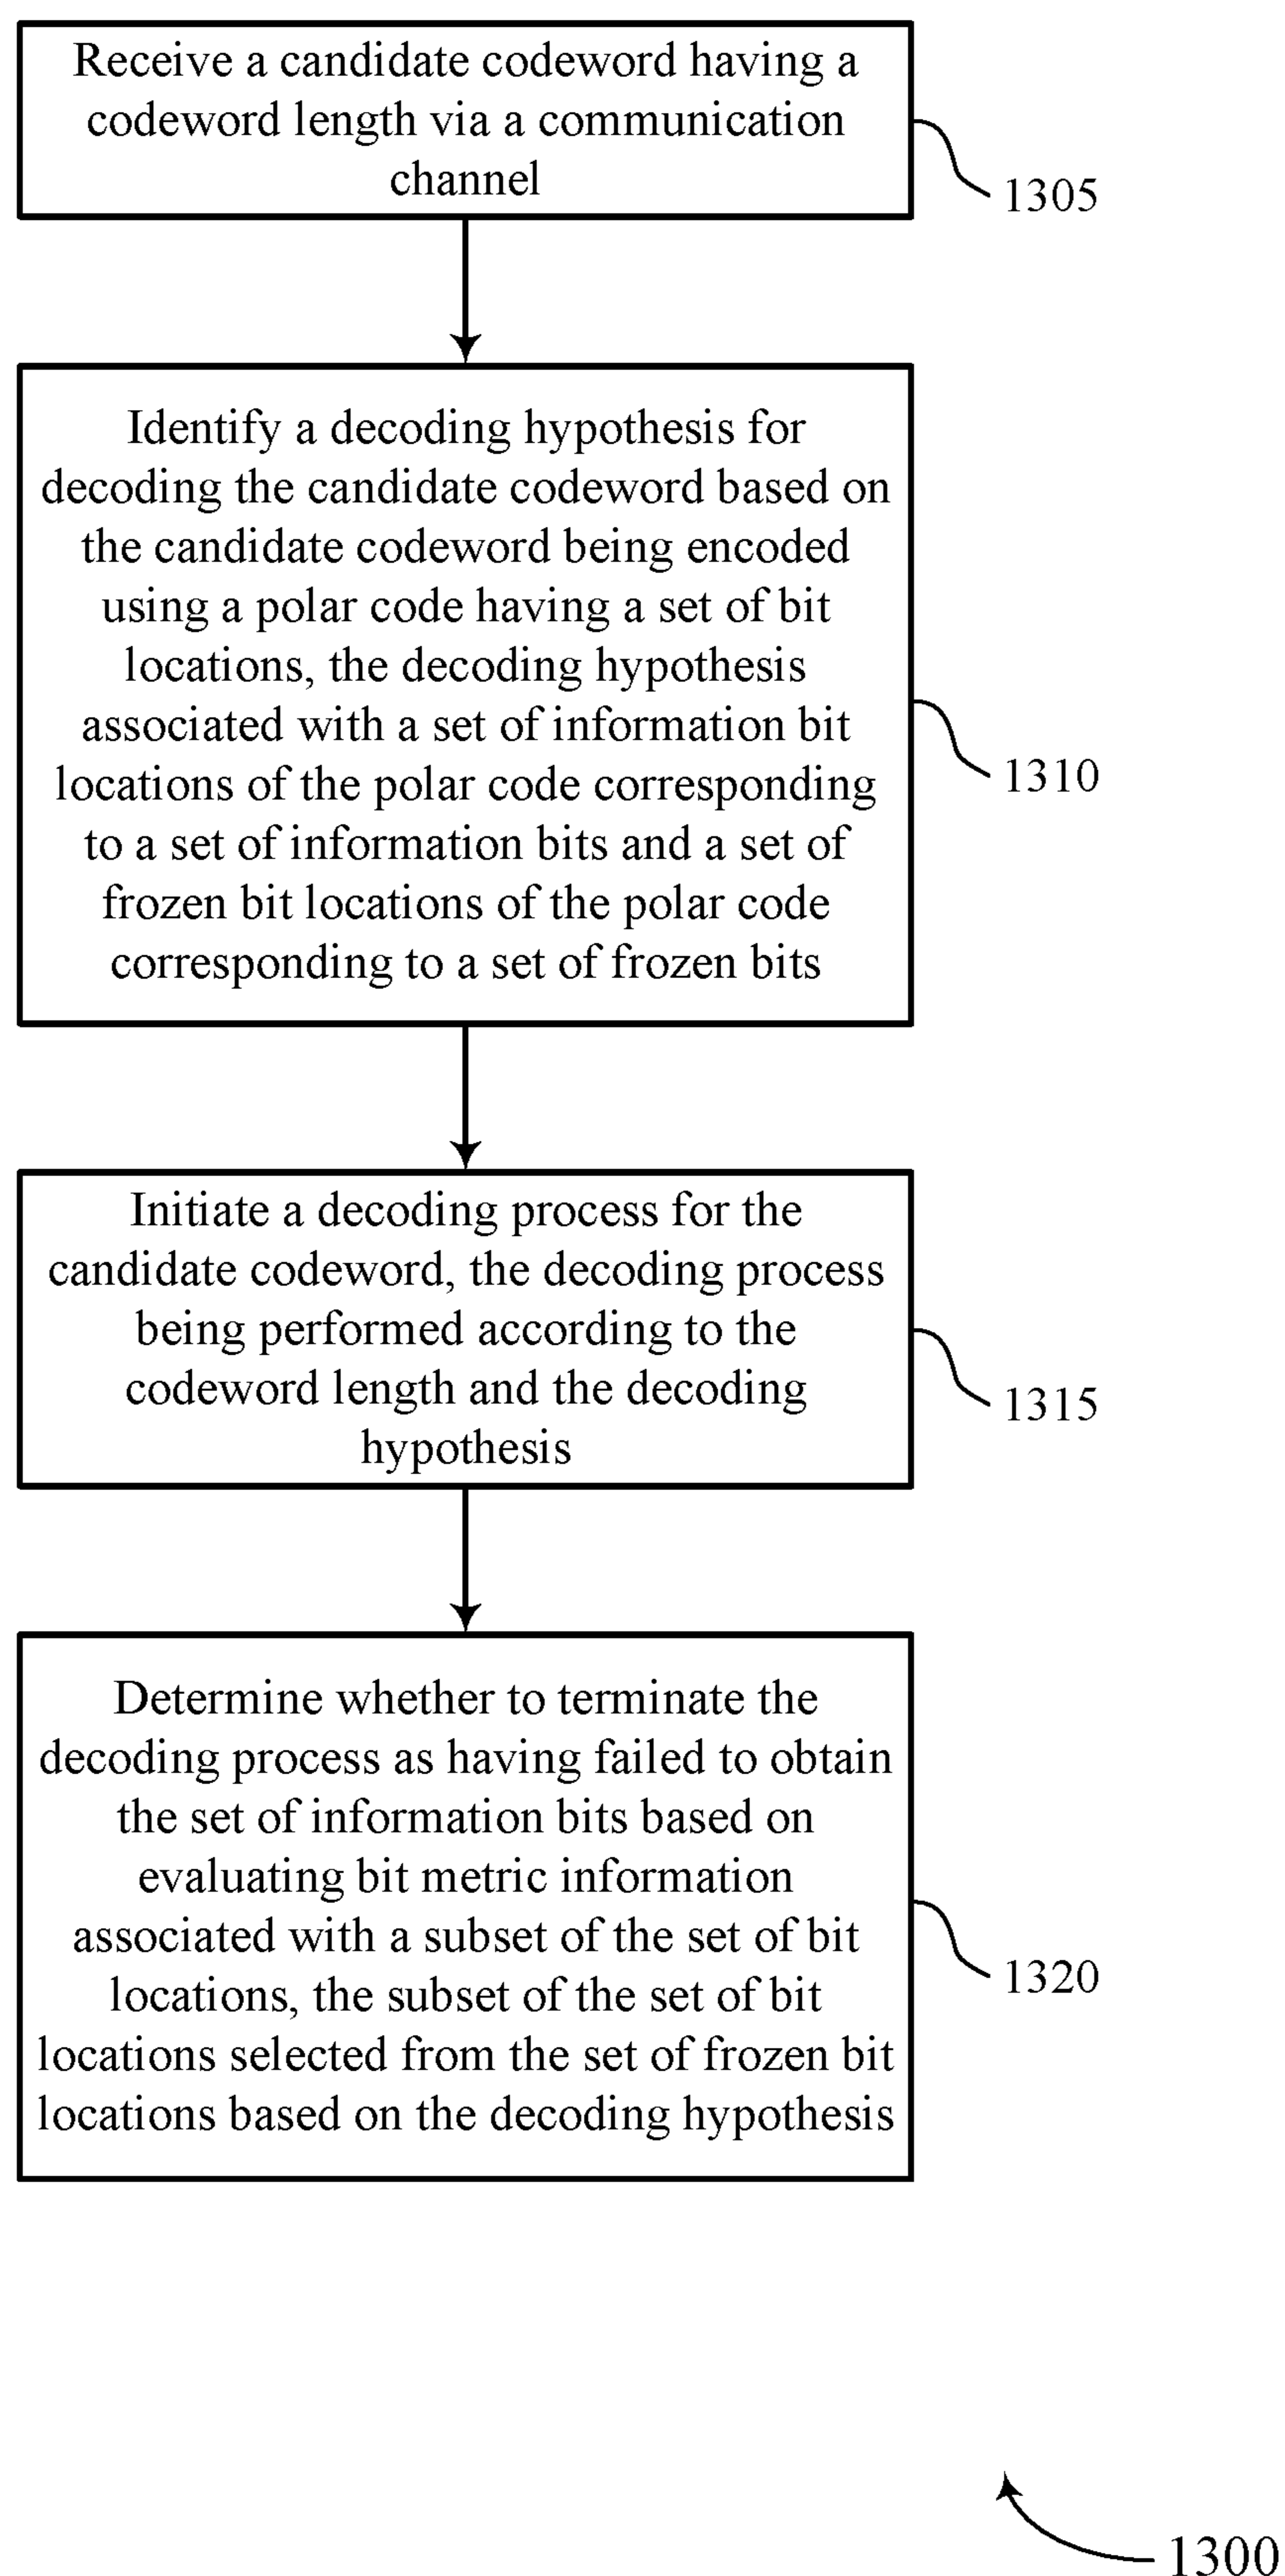 Receive a candidate codeword having a
codeword length via a communication
channel
1305
Identify a decoding hypothesis for
decoding the candidate codeword based on
the candidate codeword being encoded
using a polar code having a set of bit
locations, the decoding hypothesis
associated with a set of information bit
locations of the polar code corresponding
to a set of information bits and a set of
frozen bit locations of the polar code
corresponding to a set of frozen bits
1310
Initiate a decoding process for the
candidate codeword, the decoding process
being performed according to the
codeword length and the decoding
hypothesis
1315
Determine whether to terminate the
decoding process as having failed to obtain
the set of information bits based on
evaluating bit metric information
associated with a subset of the set of bit
locations, the subset of the set of bit
locations selected from the set of frozen bit
locations based on the decoding hypothesis
1320
1300